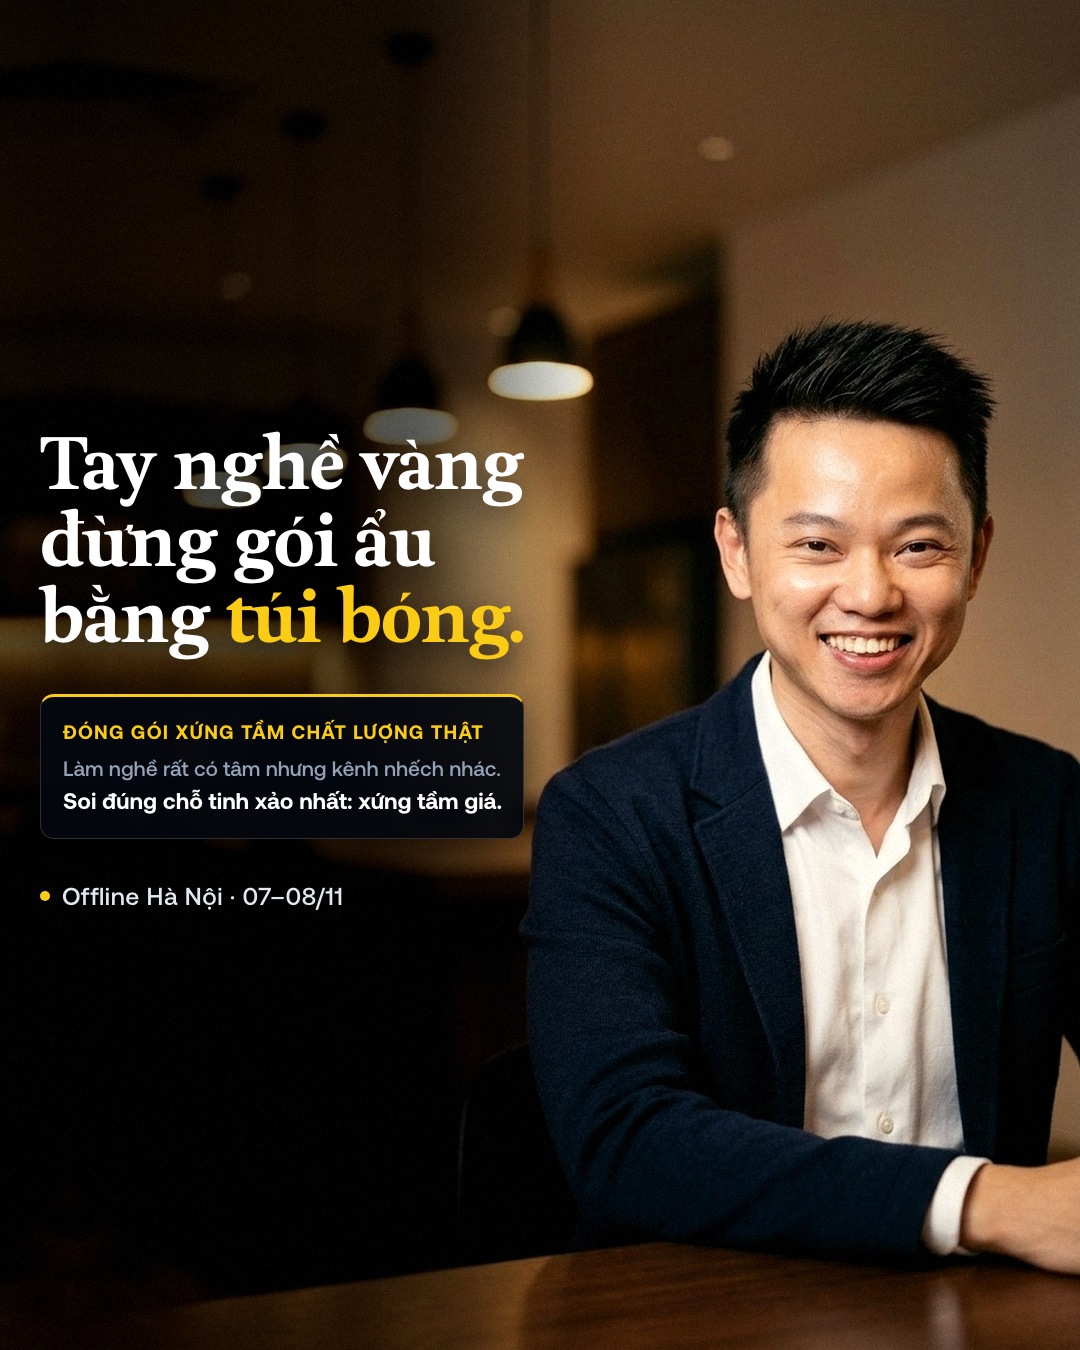 Tay nghề vàng
đừng gói ẩu
bằng túi bóng.
ĐÓNG GÓI XỨNG TẦM CHẤT LƯỢNG THẬT
Làm nghề rất có tâm nhưng kênh nhếch nhác.
Soi đúng chỗ tinh xảo nhất: xứng tầm giá.
Offline Hà Nội · 07–08/11